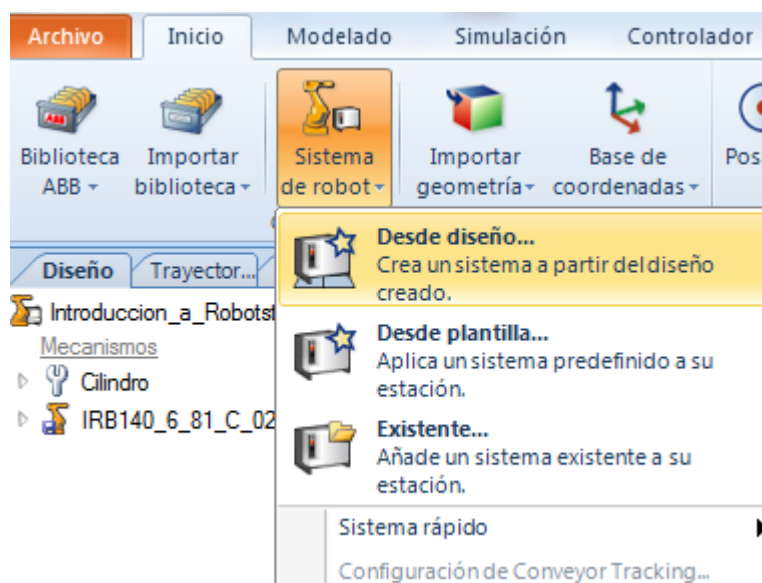 Archivo Inicio Modelado Simulación Controlador
Biblioteca Importar Sistema Importar Base de
ABB biblioteca de robot geometría coordenadas
Desde diseño...
Crea un sistema a partir del diseño
creado.
Diseño Trayector...
Introduccion_a_Robotst
Mecanismos
Desde plantilla...
Aplica un sistema predefinido a su
estación.
Cilindro
IRB140_6_81_C_02
Existente...
Añade un sistema existente a su
estación.
Sistema rápido
Configuración de Conveyor Tracking...